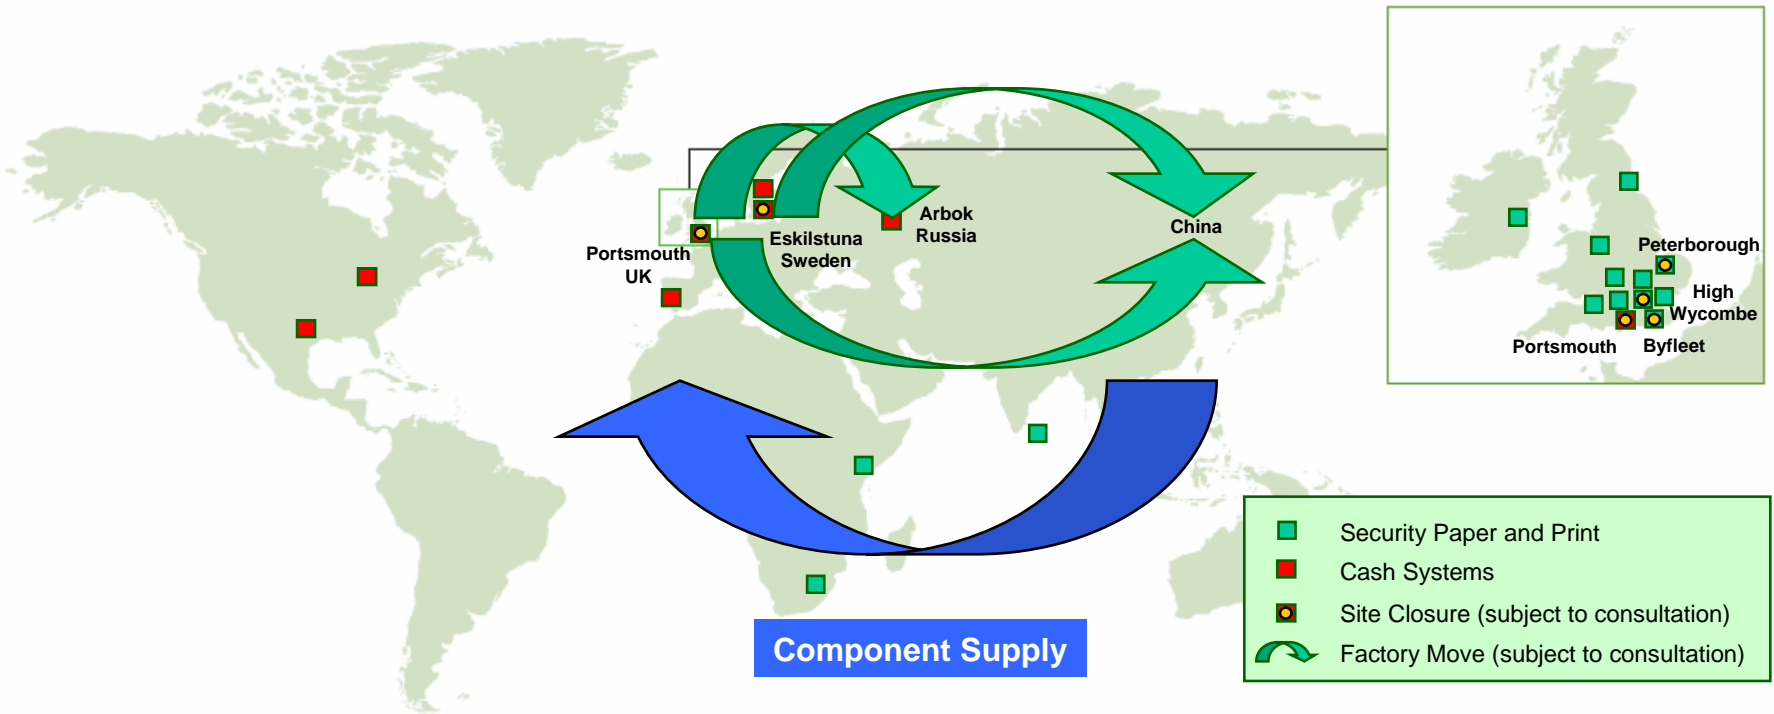 Portsmouth
UK
Eskilstuna
Sweden
Arbok
Russia
China
Peterborough
High
Wycombe
Portsmouth
Byfleet
Component Supply
Security Paper and Print
Cash Systems
Site Closure (subject to consultation)
Factory Move (subject to consultation)